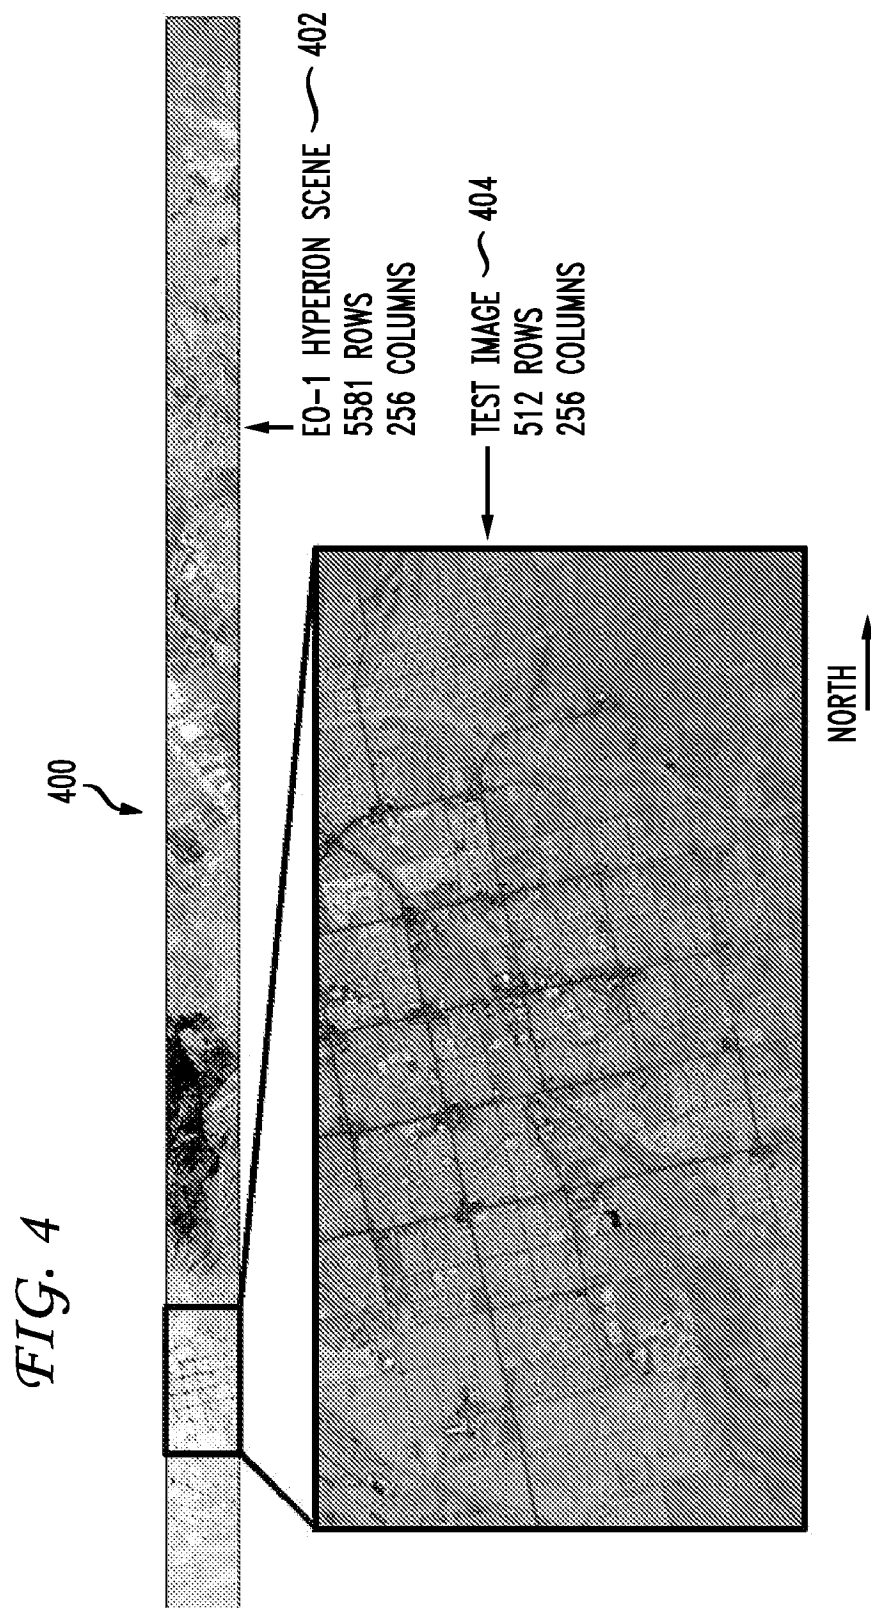 FIG. 4
400
EO-1 HYPERION SCENE 402
5581 ROWS
256 COLUMNS
TEST IMAGE 404
512 ROWS
256 COLUMNS
NORTH